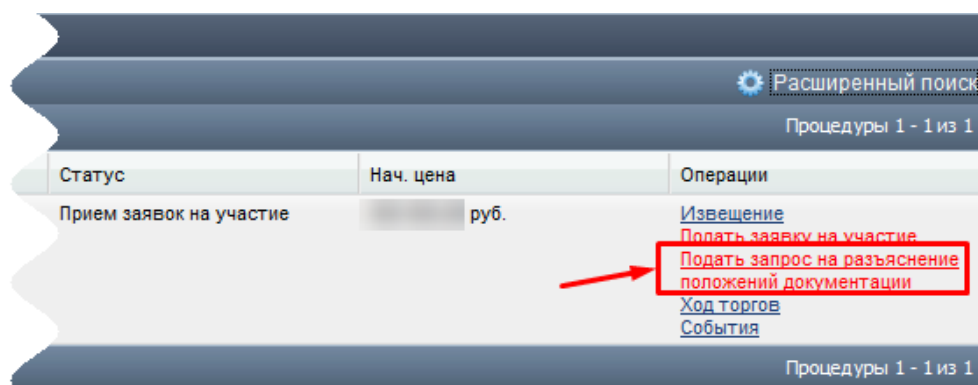 Расширенный поиск
Процедуры 1 - 1 из 1
Статус Нач. цена Операции
Прием заявок на участие руб. Извещение
Подать заявку на участие
Подать запрос на разъяснение
положений документации
Ход торгов
События
Процедуры 1 - 1 из 1